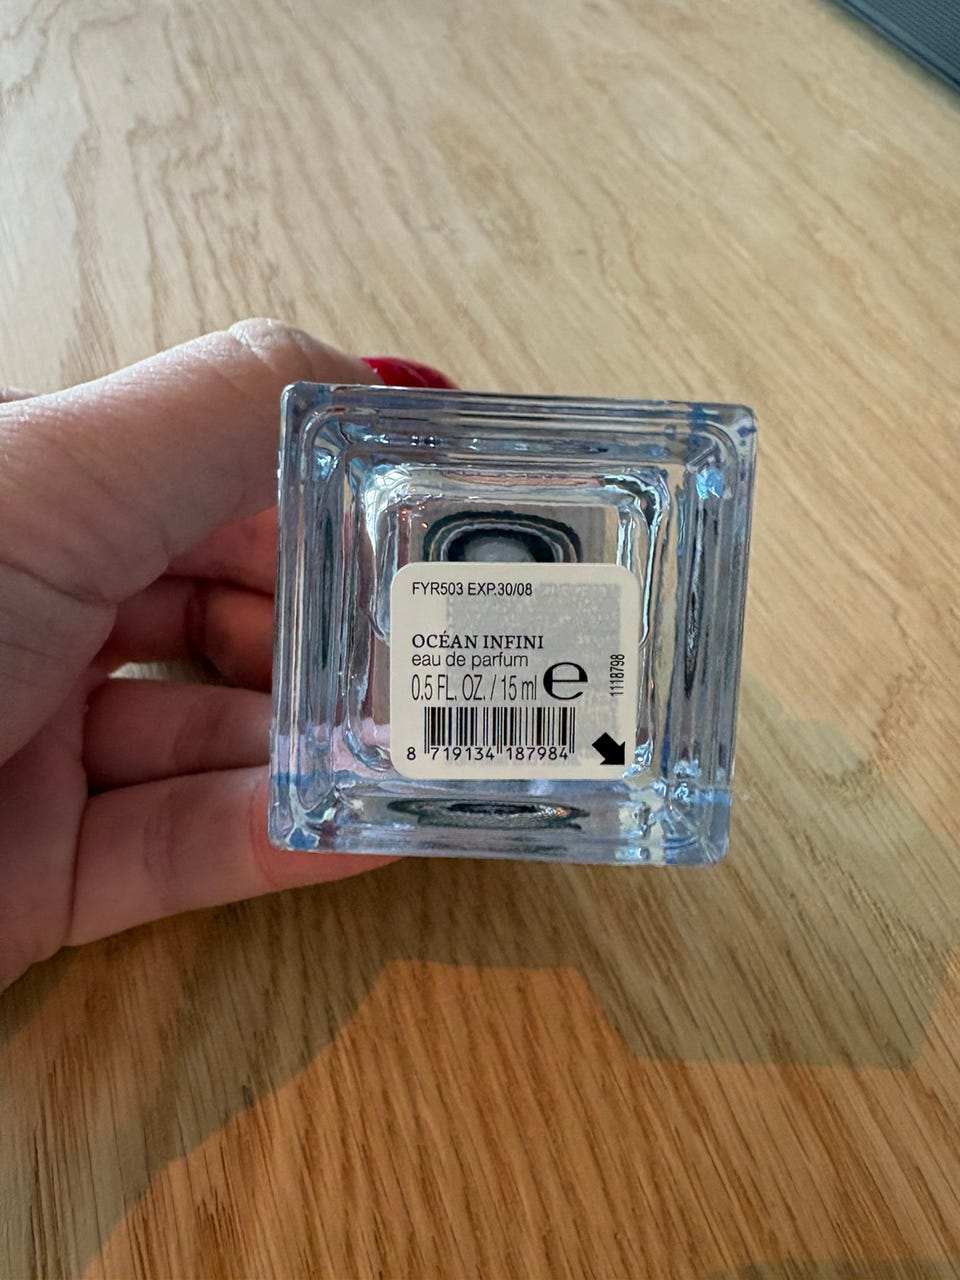 FYR503 EXP.30/08
OCÉAN INFINI
eau de parfum
0.5 FL. OZ. / 15 ml e
1118798
8 719134 187984